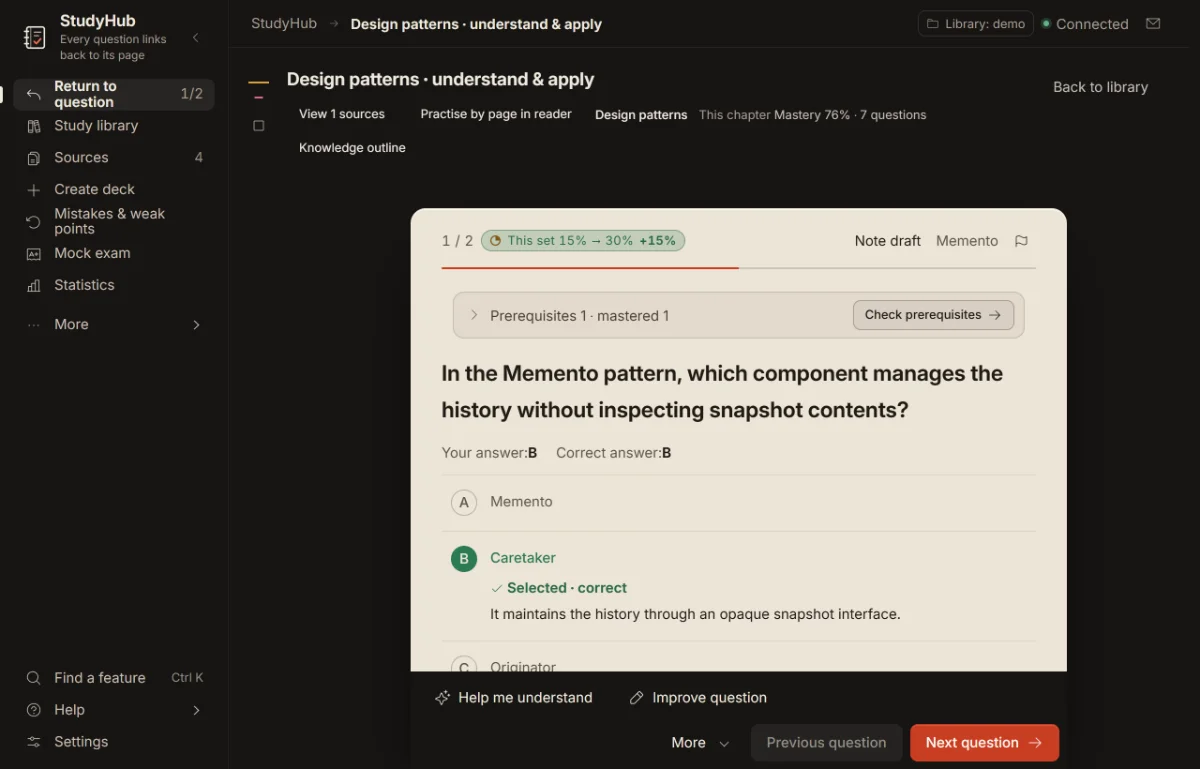 StudyHub
Every question links
back to its page
Return to
question
1/2
Study library
Sources
4
Create deck
Mistakes & weak
points
Mock exam
Statistics
More
Find a feature
Ctrl K
Help
Settings
StudyHub → Design patterns · understand & apply
Library: demo
Connected
Design patterns · understand & apply
Back to library
View 1 sources
Practise by page in reader
Design patterns
This chapter Mastery 76% · 7 questions
Knowledge outline
1 / 2
This set 15% → 30% +15%
Note draft
Memento
Prerequisites 1 · mastered 1
Check prerequisites →
In the Memento pattern, which component manages the
history without inspecting snapshot contents?
Your answer:B
Correct answer:B
A
Memento
B
Caretaker
✓ Selected · correct
It maintains the history through an opaque snapshot interface.
C
Originator
Help me understand
Improve question
More
Previous question
Next question →